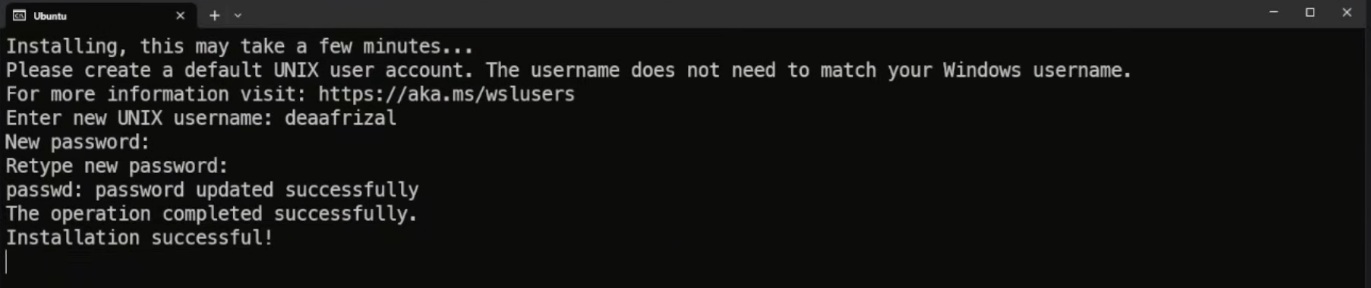 Ubuntu
Installing, this may take a few minutes...
Please create a default UNIX user account. The username does not need to match your Windows username.
For more information visit: https://aka.ms/wslusers
Enter new UNIX username: deaafrizal
New password:
Retype new password:
passwd: password updated successfully
The operation completed successfully.
Installation successful!